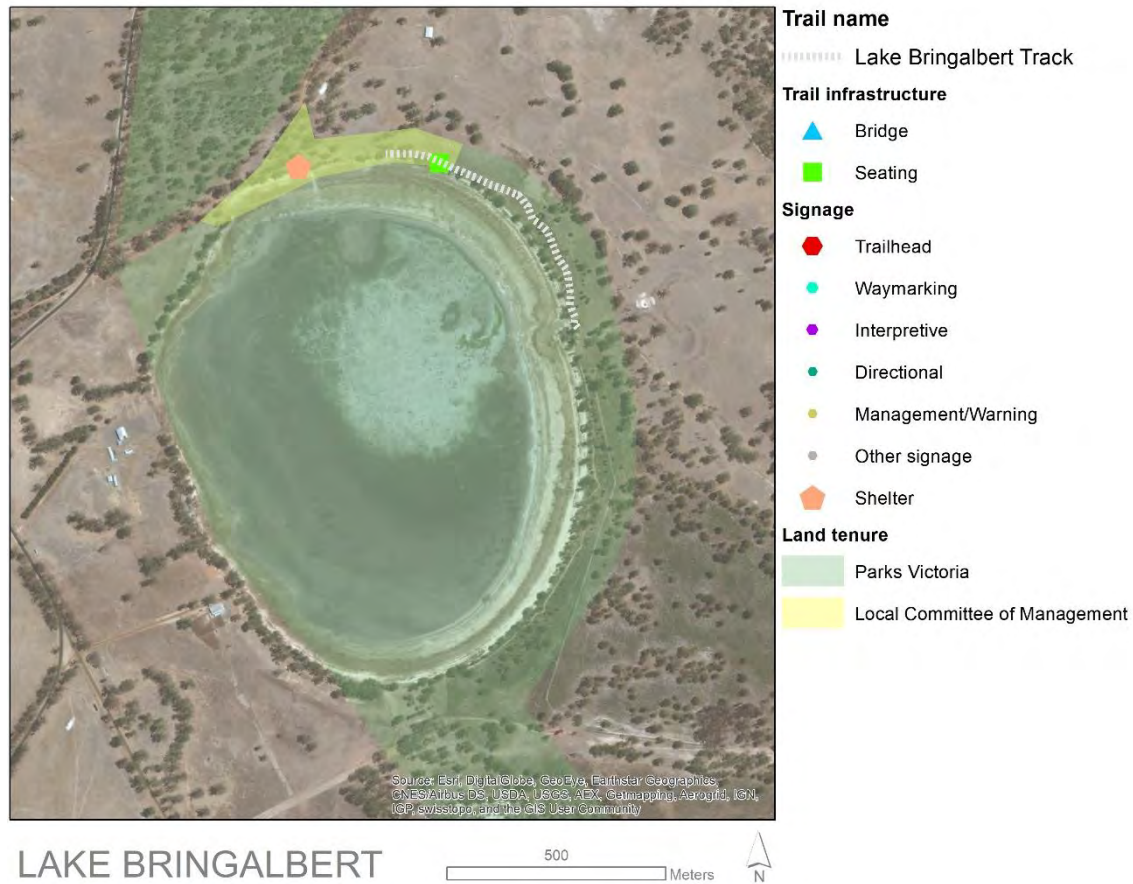 Trail name
Lake Bringalbert Track
Trail infrastructure
Bridge
Seating
Signage
Trailhead
Waymarking
Interpretive
Directional
Management/Warning
Other signage
Shelter
Land tenure
Parks Victoria
Local Committee of Management
Source: Esri, DigitalGlobe, GeoEye, Earthstar Geographics,
CNES/Airbus DS, USDA, USGS, AEX, Getmapping, Aerogrid, IGN,
IGP, swisstopo, and the GIS User Community
LAKE BRINGALBERT
500
Meters
N